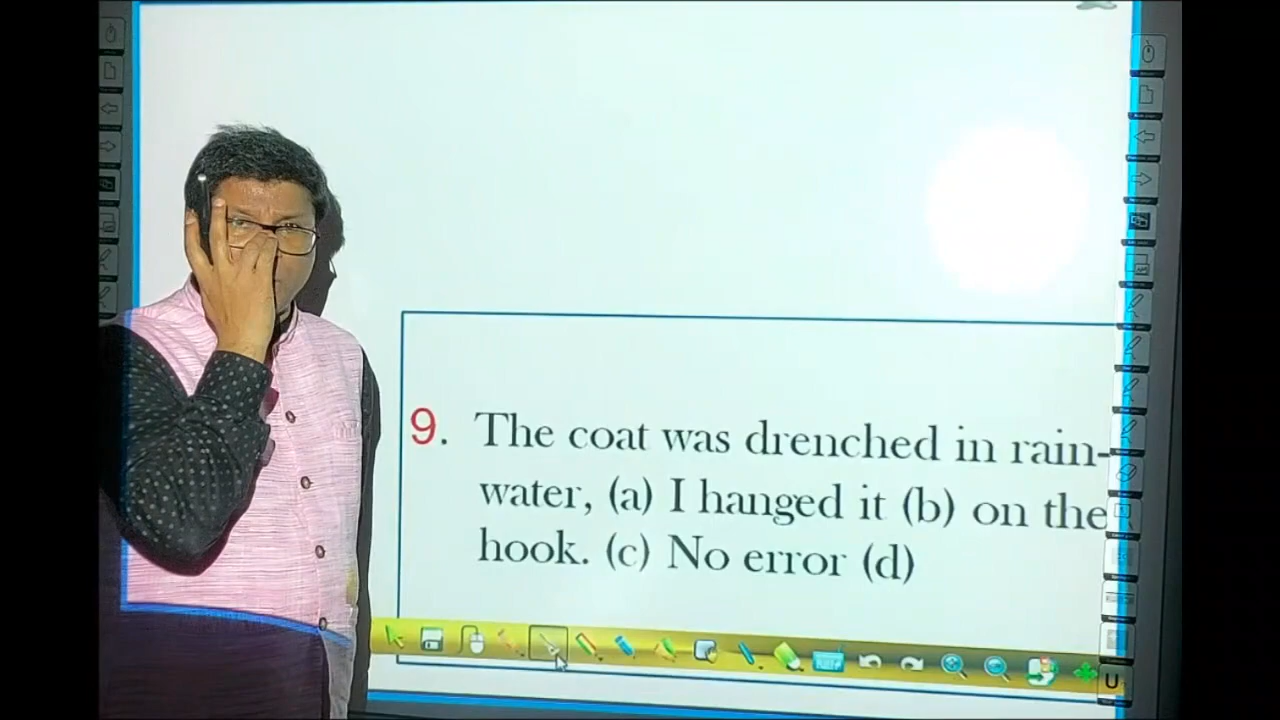 9. The coat was drenched in rain-
water, (a) I hanged it (b) on the
hook. (c) No error (d)
U